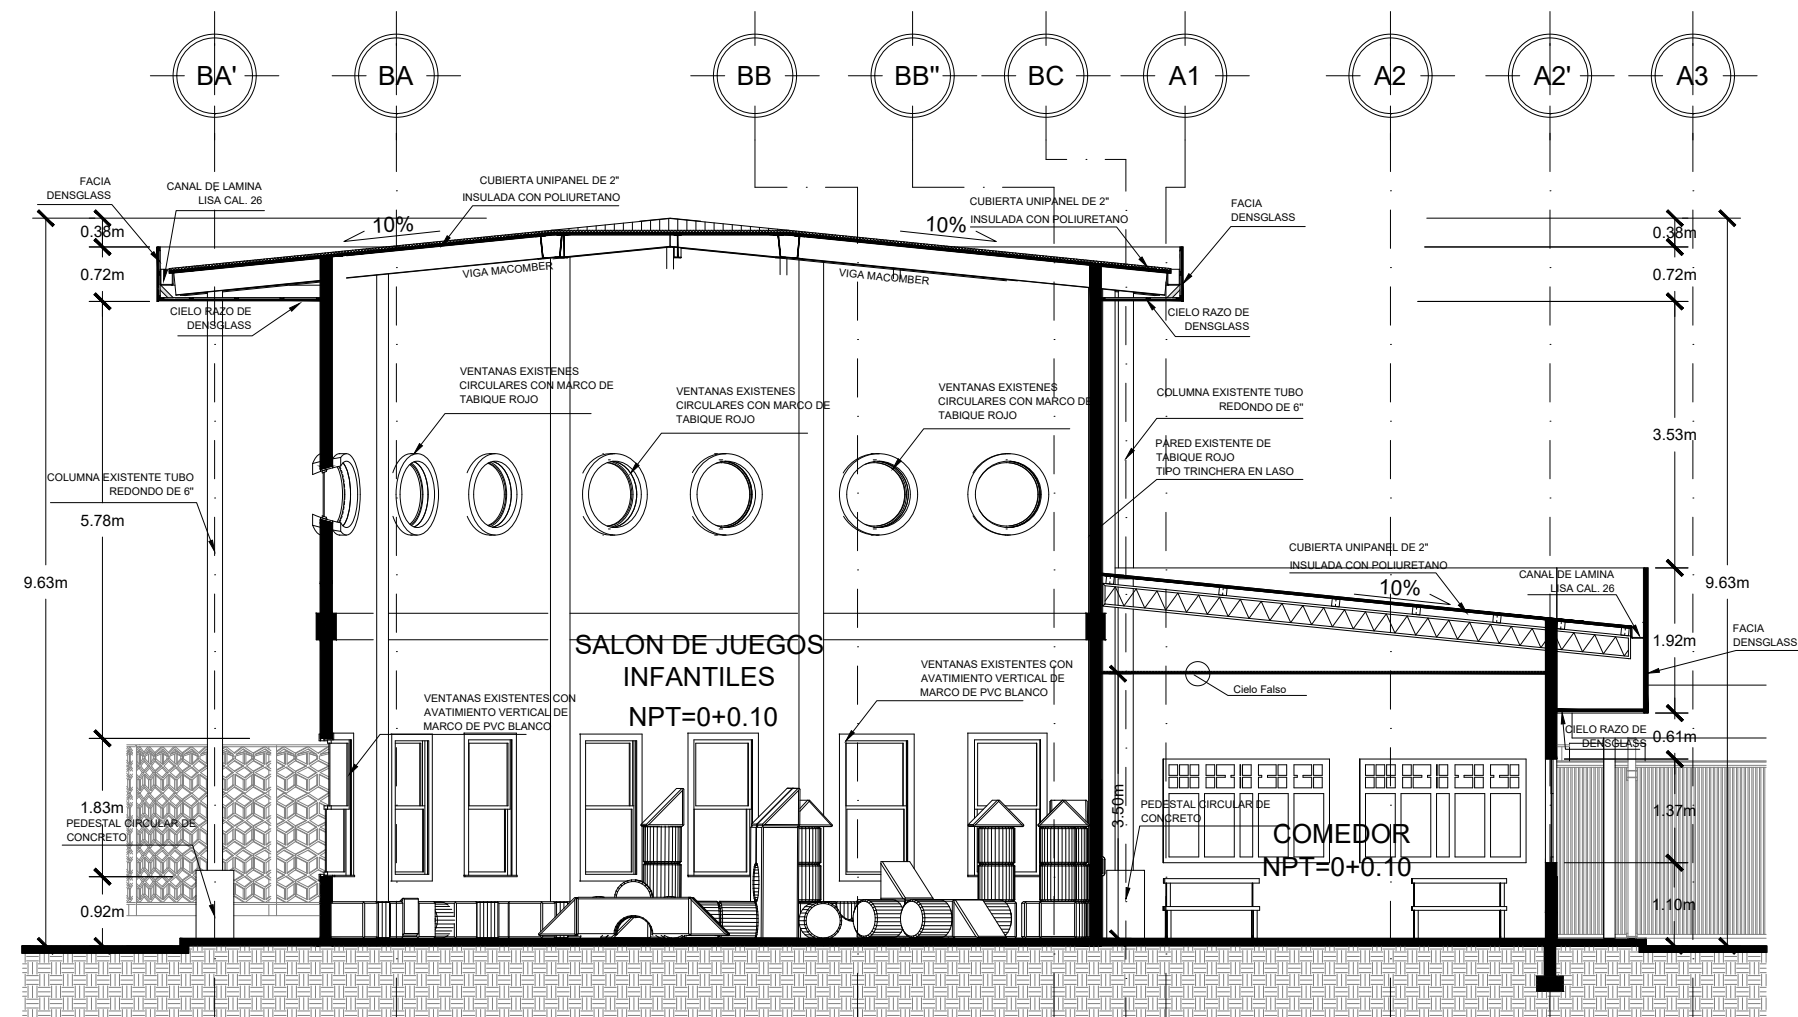 BA'
BA
BB
BB"
BC
A1
A2
A2'
A3
FACIA
DENSGLASS
CANAL DE LAMINA
LISA CAL. 26
CUBIERTA UNIPANEL DE 2"
INSULADA CON POLIURETANO
10%
CUBIERTA UNIPANEL DE 2"
INSULADA CON POLIURETANO
10%
FACIA
DENSGLASS
0.38m
0.72m
0.38m
0.72m
VIGA MACOMBER
VIGA MACOMBER
CIELO RAZO DE
DENSGLASS
CIELO RAZO DE
DENSGLASS
VENTANAS EXISTENES
CIRCULARES CON MARCO DE
TABIQUE ROJO
VENTANAS EXISTENES
CIRCULARES CON MARCO DE
TABIQUE ROJO
VENTANAS EXISTENES
CIRCULARES CON MARCO DE
TABIQUE ROJO
COLUMNA EXISTENTE TUBO
REDONDO DE 6"
PARED EXISTENTE DE
TABIQUE ROJO
TIPO TRINCHERA EN LASO
3.53m
COLUMNA EXISTENTE TUBO
REDONDO DE 6"
5.78m
9.63m
CUBIERTA UNIPANEL DE 2"
INSULADA CON POLIURETANO
10%
CANAL DE LAMINA
LISA CAL. 26
9.63m
1.92m
FACIA
DENSGLASS
SALON DE JUEGOS
INFANTILES
NPT=0+0.10
VENTANAS EXISTENTES CON
AVATIMIENTO VERTICAL DE
MARCO DE PVC BLANCO
VENTANAS EXISTENTES CON
AVATIMIENTO VERTICAL DE
MARCO DE PVC BLANCO
Cielo Falso
CIELO RAZO DE
DENSGLASS
0.61m
1.83m
PEDESTAL CIRCULAR DE
CONCRETO
0.92m
3.50m
PEDESTAL CIRCULAR DE
CONCRETO
COMEDOR
NPT=0+0.10
1.37m
1.10m